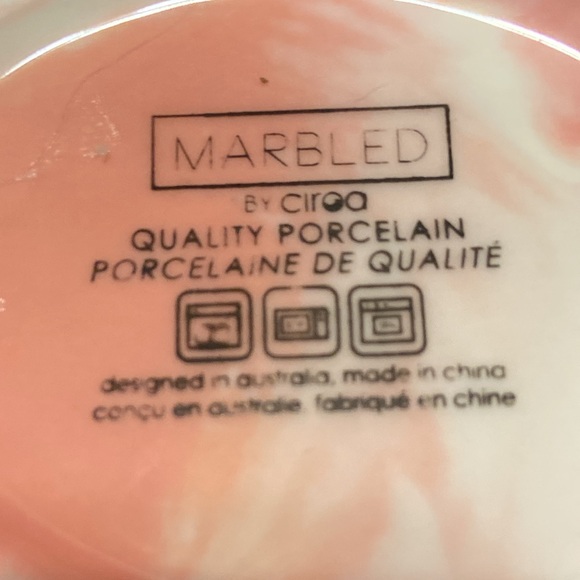 MARBLED
BY ciroa
QUALITY PORCELAIN
PORCELAINE DE QUALITÉ
designed in australia, made in china
conçu en australie fabriqué en chine